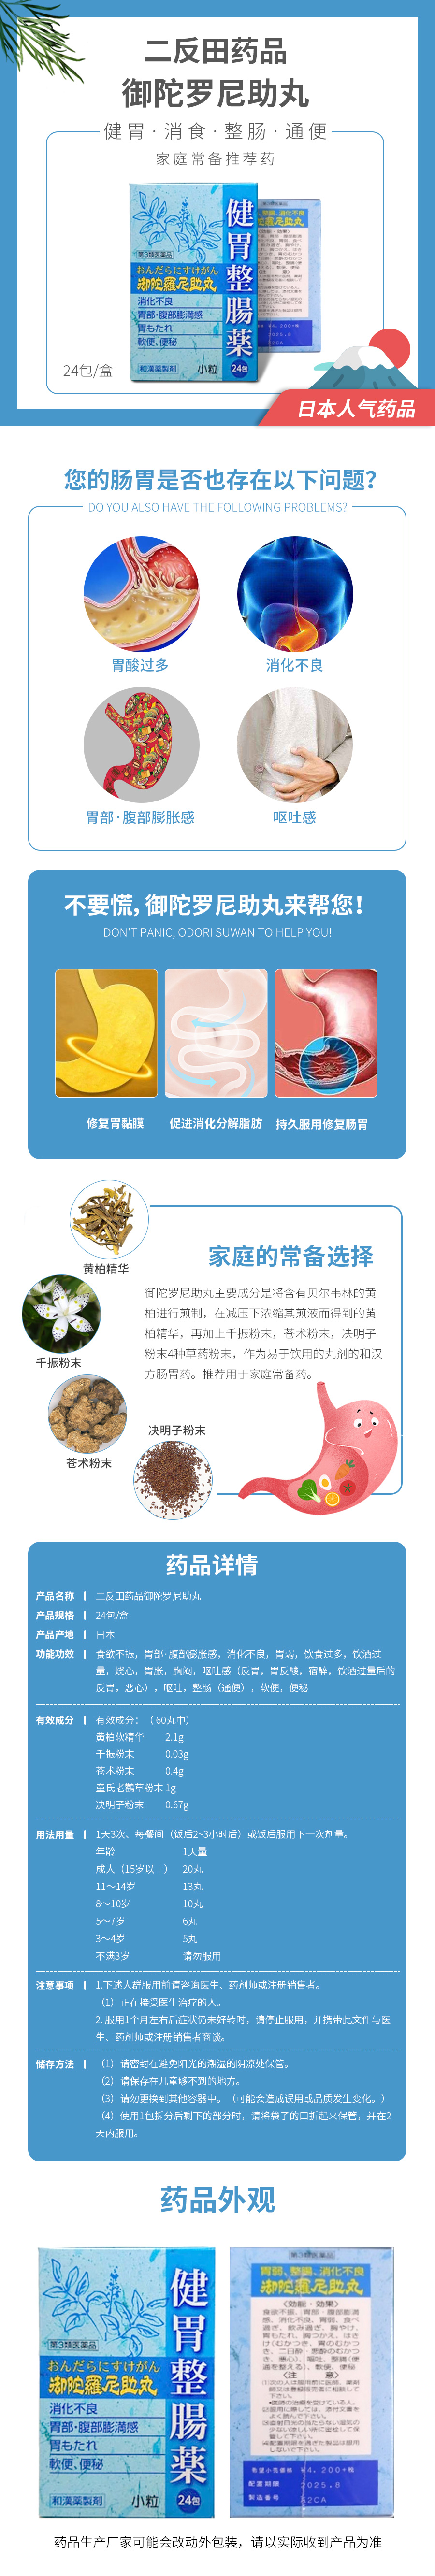 二反田药品
御陀罗尼助丸
健胃·消食·整肠·通便
家庭常备推荐药
健胃整腸薬
第3類医薬品
おんだらにすけがん
御陀羅尼助丸
消化不良
胃部・腹部膨満感
胃もたれ
軟便、便秘
和漢薬製剤
小粒
24包
24包/盒
日本人气药品
您的肠胃是否也存在以下问题？
DO YOU ALSO HAVE THE FOLLOWING PROBLEMS?
胃酸过多
消化不良
胃部·腹部膨胀感
呕吐感
不要慌，御陀罗尼助丸来帮您！
DON'T PANIC, ODORI SUWAN TO HELP YOU!
修复胃黏膜
促进消化分解脂肪
持久服用修复肠胃
黄柏精华
千振粉末
苍术粉末
决明子粉末
家庭的常备选择
御陀罗尼助丸主要成分是将含有贝尔韦林的黄
柏进行煎制，在减压下浓缩其煎液而得到的黄
柏精华，再加上千振粉末，苍术粉末，决明子
粉末4种草药粉末，作为易于饮用的丸剂的和汉
方肠胃药。推荐用于家庭常备药。
药品详情
产品名称 二反田药品御陀罗尼助丸
产品规格 24包/盒
产品产地 日本
功能功效 食欲不振，胃部·腹部膨胀感，消化不良，胃弱，饮食过多，饮酒过
量，烧心，胃胀，胸闷，呕吐感（反胃，胃反酸，宿醉，饮酒过量后的
反胃，恶心），呕吐，整肠（通便），软便，便秘
有效成分 有效成分：（60丸中）
黄柏软精华 2.1g
千振粉末 0.03g
苍术粉末 0.4g
童氏老鸛草粉末 1g
决明子粉末 0.67g
用法用量 1天3次、每餐间（饭后2~3小时后）或饭后服用下一次剂量。
年龄 1天量
成人（15岁以上） 20丸
11～14岁 13丸
8～10岁 10丸
5～7岁 6丸
3～4岁 5丸
不满3岁 请勿服用
注意事项 1.下述人群服用前请咨询医生、药剂师或注册销售者。
（1）正在接受医生治疗的人。
2. 服用1个月左右后症状仍未好转时，请停止服用，并携带此文件与医
生、药剂师或注册销售者商谈。
储存方法 （1）请密封在避免阳光的潮湿的阴凉处保管。
（2）请保存在儿童够不到的地方。
（3）请勿更换到其他容器中。（可能会造成误用或品质发生变化。）
（4）使用1包拆分后剩下的部分时，请将袋子的口折起来保管，并在2
天内服用。
药品外观
健胃整腸薬
第3類医薬品
おんだらにすけがん
御陀羅尼助丸
消化不良
胃部・腹部膨満感
胃もたれ
軟便、便秘
和漢薬製剤
小粒
24包
第3類医薬品
胃弱、整腸、消化不良
御陀羅尼助丸
〈効能・効果〉
2025.8
药品生产厂家可能会改动外包装，请以实际收到产品为准